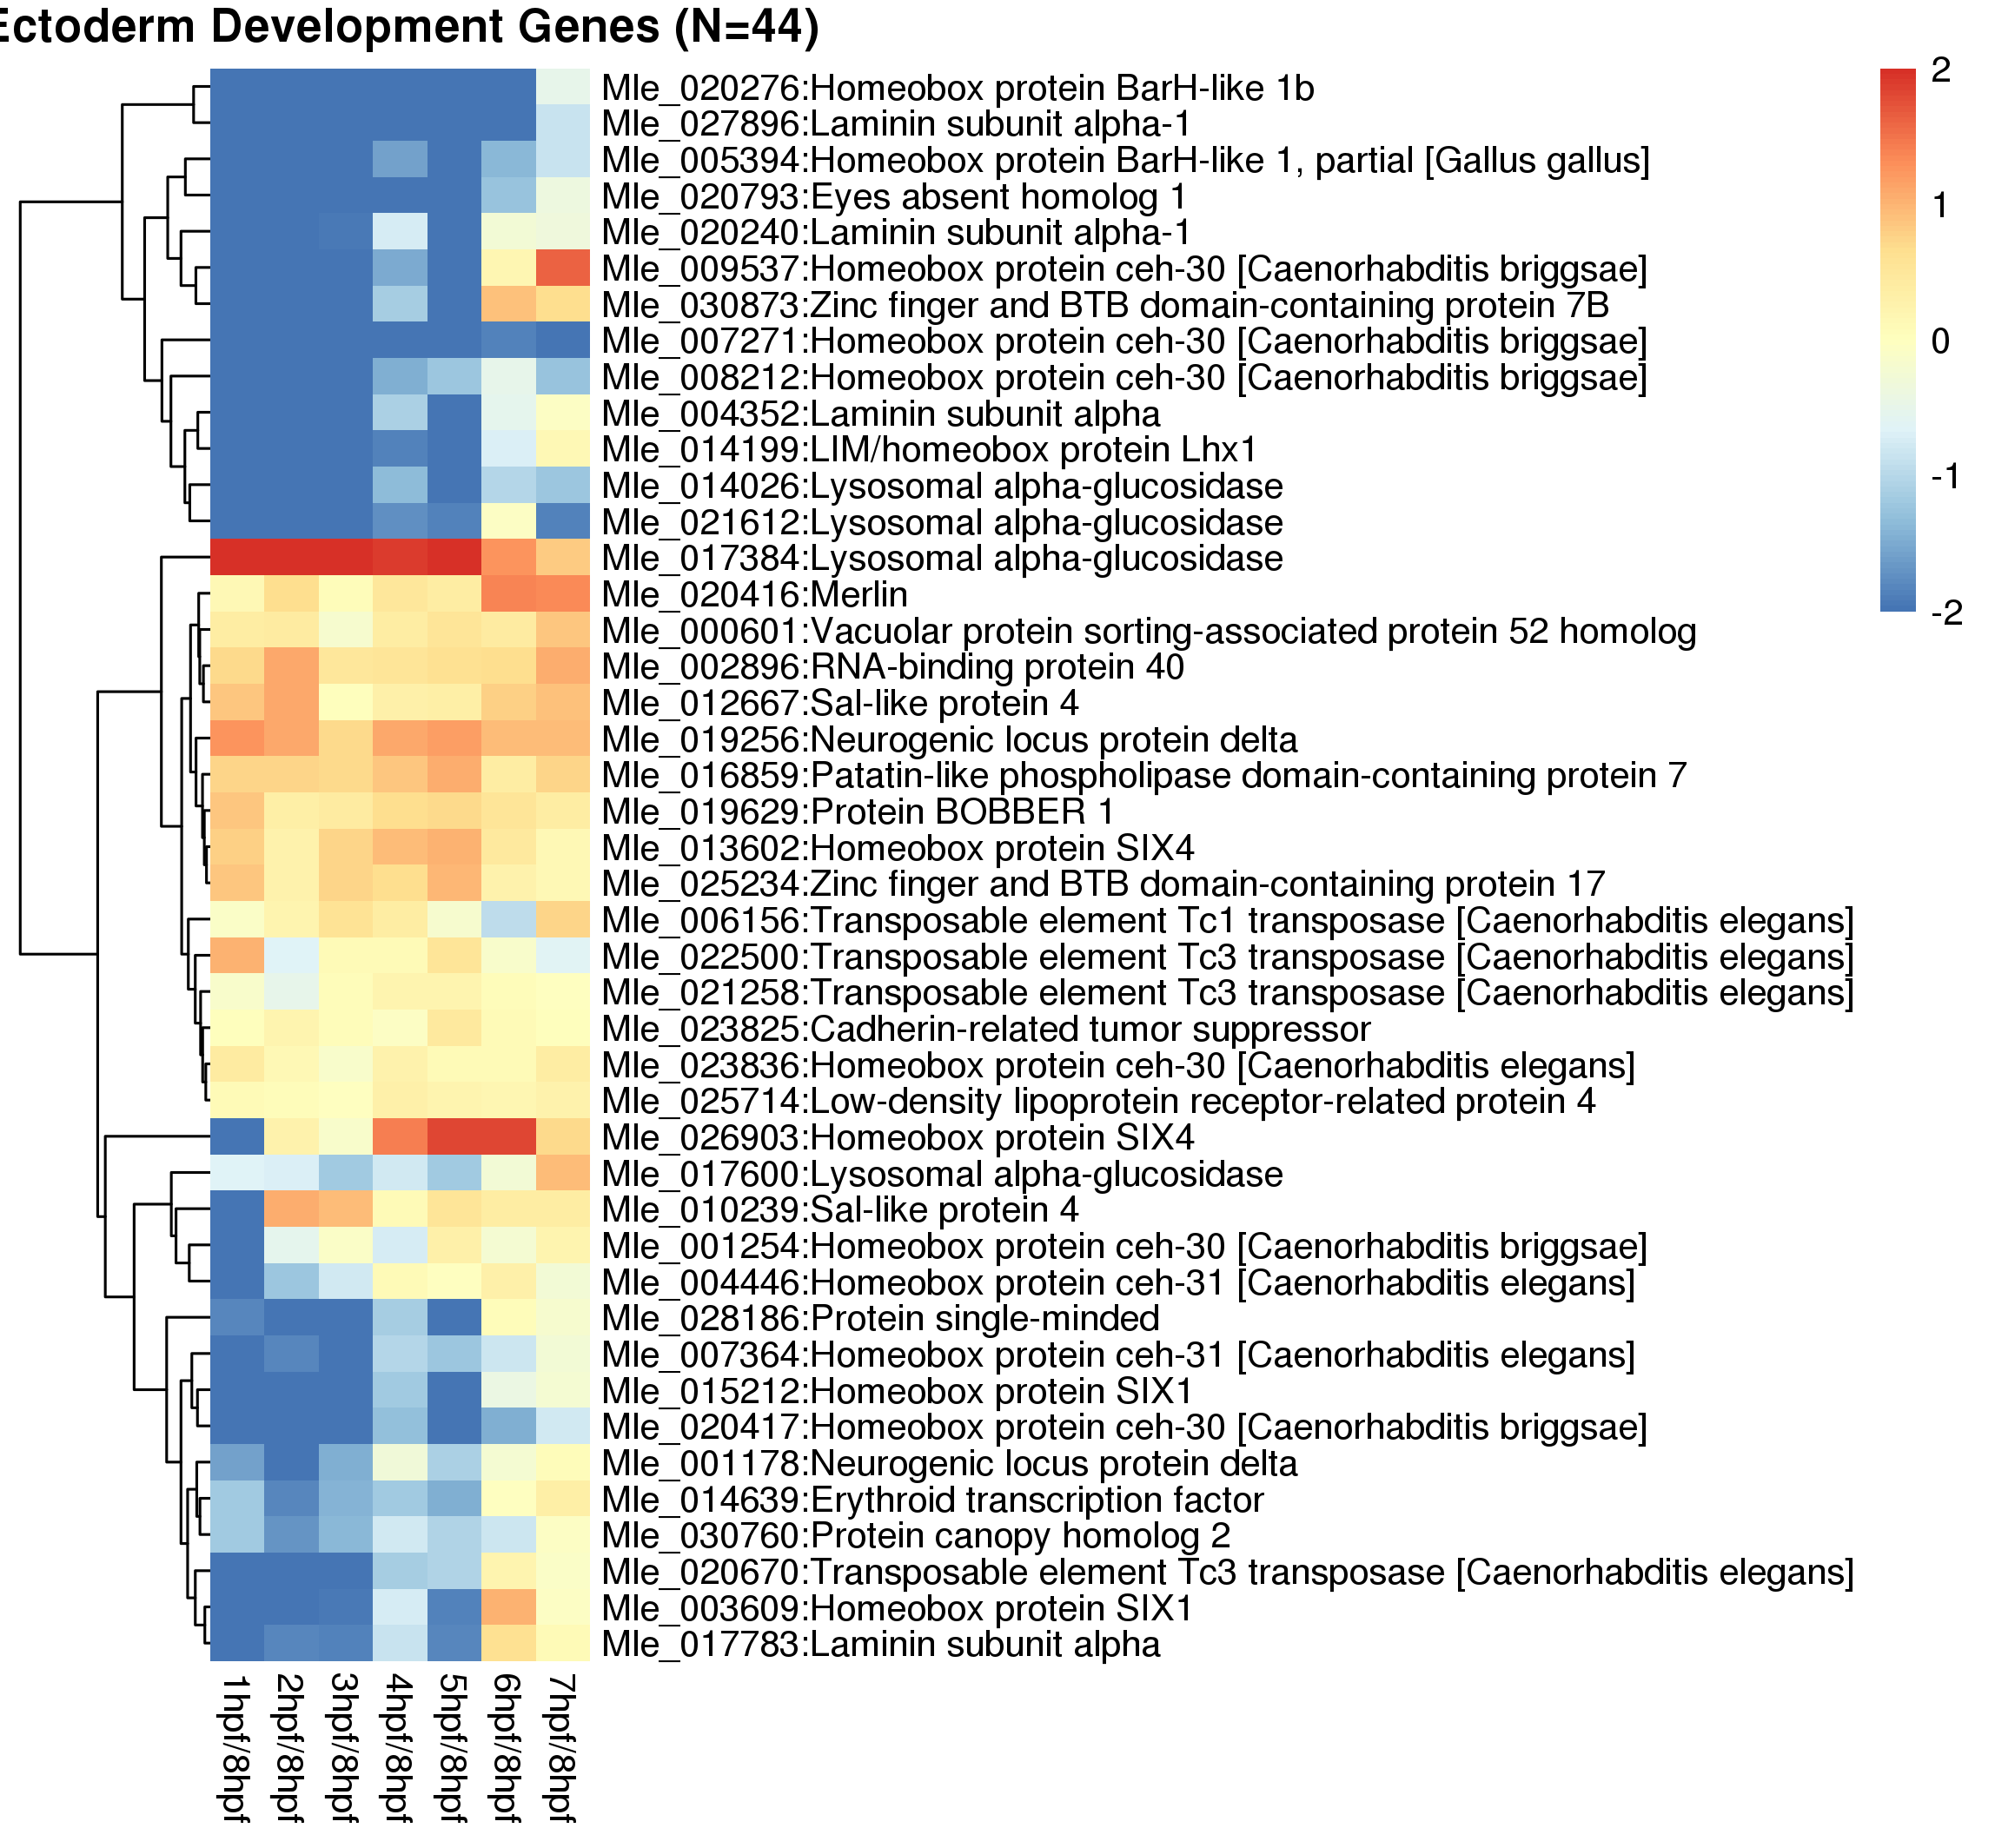 Ectoderm Development Genes (N=44)
Mle_020276:Homeobox protein BarH-like 1b
Mle_027896:Laminin subunit alpha-1
Mle_005394:Homeobox protein BarH-like 1, partial [Gallus gallus]
Mle_020793:Eyes absent homolog 1
Mle_020240:Laminin subunit alpha-1
Mle_009537:Homeobox protein ceh-30 [Caenorhabditis briggsae]
Mle_030873:Zinc finger and BTB domain-containing protein 7B
Mle_007271:Homeobox protein ceh-30 [Caenorhabditis briggsae]
Mle_008212:Homeobox protein ceh-30 [Caenorhabditis briggsae]
Mle_004352:Laminin subunit alpha
Mle_014199:LIM/homeobox protein Lhx1
Mle_014026:Lysosomal alpha-glucosidase
Mle_021612:Lysosomal alpha-glucosidase
Mle_017384:Lysosomal alpha-glucosidase
Mle_020416:Merlin
Mle_000601:Vacuolar protein sorting-associated protein 52 homolog
Mle_002896:RNA-binding protein 40
Mle_012667:Sal-like protein 4
Mle_019256:Neurogenic locus protein delta
Mle_016859:Patatin-like phospholipase domain-containing protein 7
Mle_019629:Protein BOBBER 1
Mle_013602:Homeobox protein SIX4
Mle_025234:Zinc finger and BTB domain-containing protein 17
Mle_006156:Transposable element Tc1 transposase [Caenorhabditis elegans]
Mle_022500:Transposable element Tc3 transposase [Caenorhabditis elegans]
Mle_021258:Transposable element Tc3 transposase [Caenorhabditis elegans]
Mle_023825:Cadherin-related tumor suppressor
Mle_023836:Homeobox protein ceh-30 [Caenorhabditis elegans]
Mle_025714:Low-density lipoprotein receptor-related protein 4
Mle_026903:Homeobox protein SIX4
Mle_017600:Lysosomal alpha-glucosidase
Mle_010239:Sal-like protein 4
Mle_001254:Homeobox protein ceh-30 [Caenorhabditis briggsae]
Mle_004446:Homeobox protein ceh-31 [Caenorhabditis elegans]
Mle_028186:Protein single-minded
Mle_007364:Homeobox protein ceh-31 [Caenorhabditis elegans]
Mle_015212:Homeobox protein SIX1
Mle_020417:Homeobox protein ceh-30 [Caenorhabditis briggsae]
Mle_001178:Neurogenic locus protein delta
Mle_014639:Erythroid transcription factor
Mle_030760:Protein canopy homolog 2
Mle_020670:Transposable element Tc3 transposase [Caenorhabditis elegans]
Mle_003609:Homeobox protein SIX1
Mle_017783:Laminin subunit alpha
1hpf/8hpf
2hpf/8hpf
3hpf/8hpf
4hpf/8hpf
5hpf/8hpf
6hpf/8hpf
7hpf/8hpf
2
1
0
-1
-2